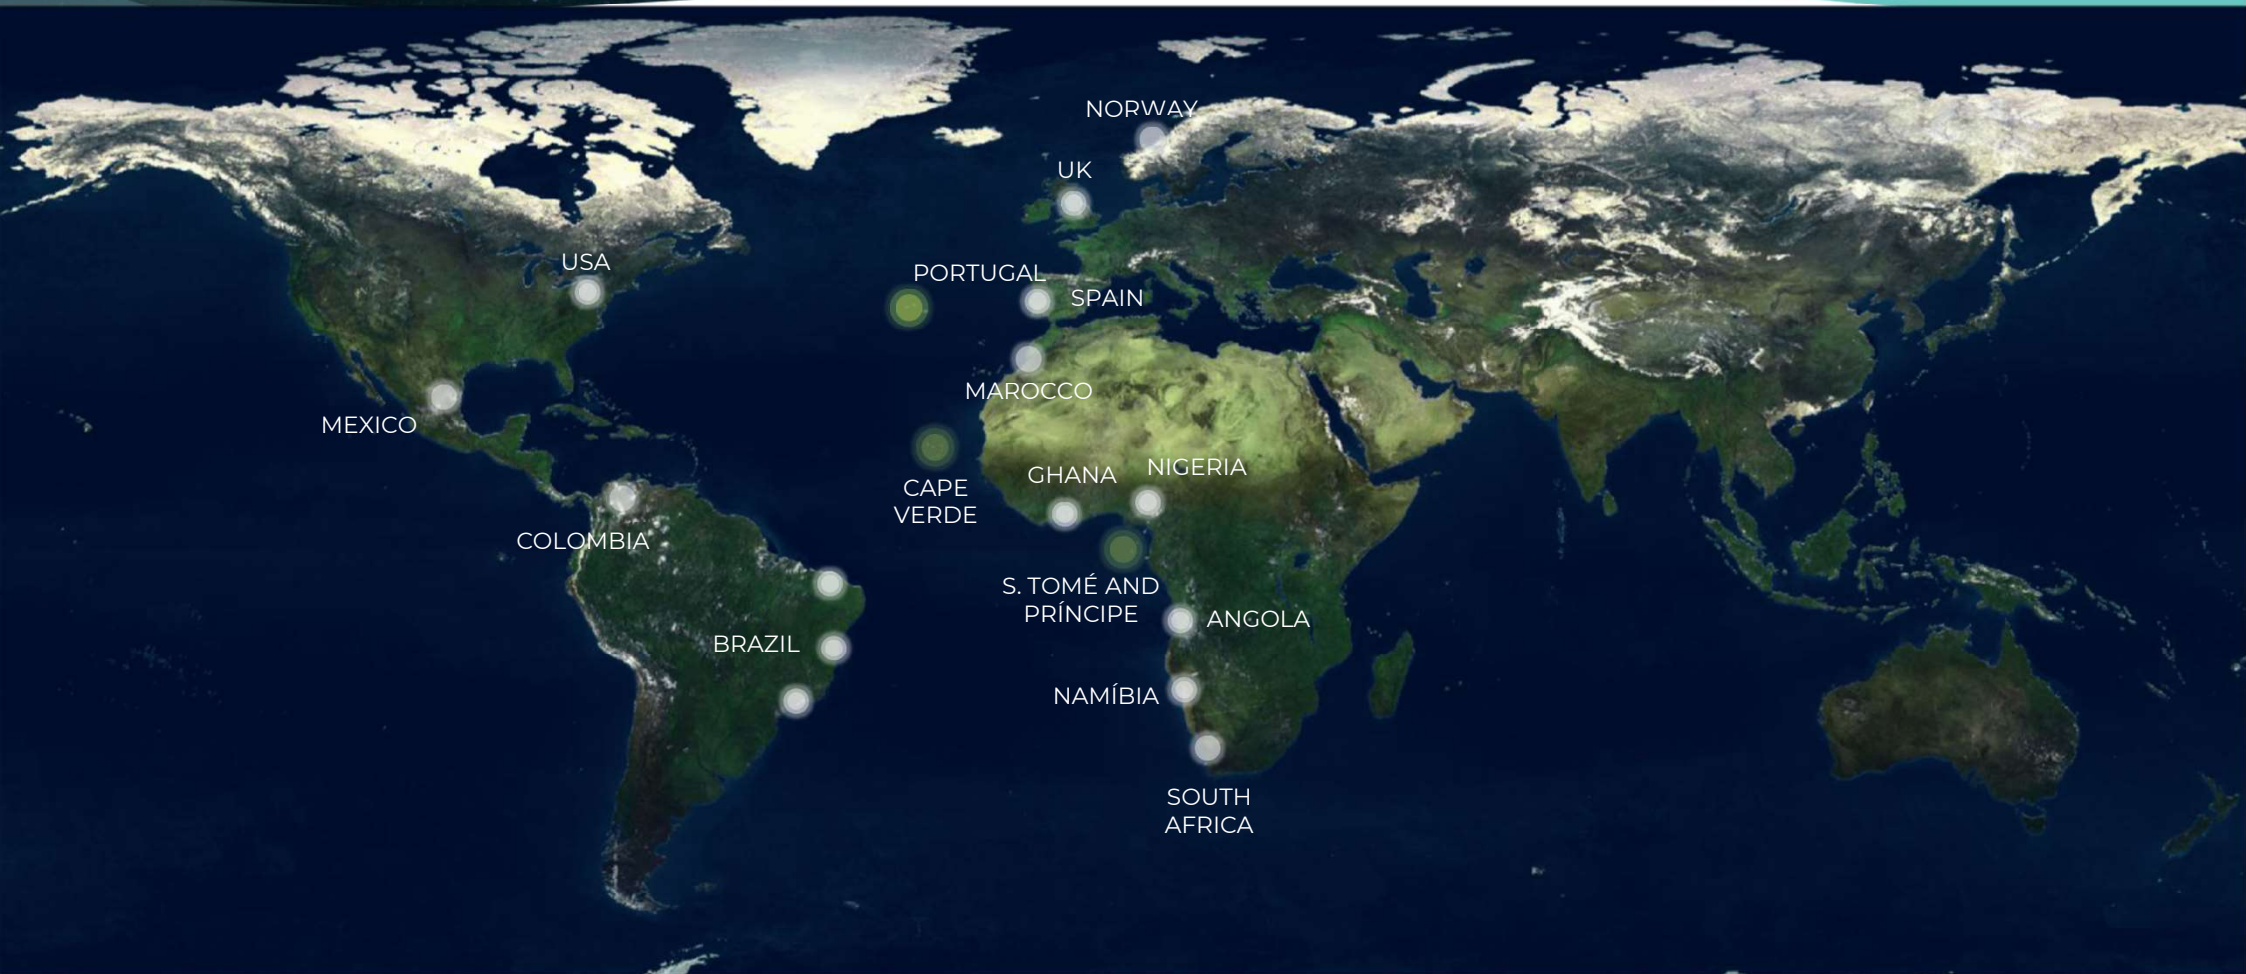 NORWAY
UK
USA
PORTUGAL
SPAIN
MAROCCO
MEXICO
NIGERIA
GHANA
CAPE
VERDE
COLOMBIA
S. TOMÉ AND
PRÍNCIPE
ANGOLA
BRAZIL
NAMÍBIA
SOUTH
AFRICA